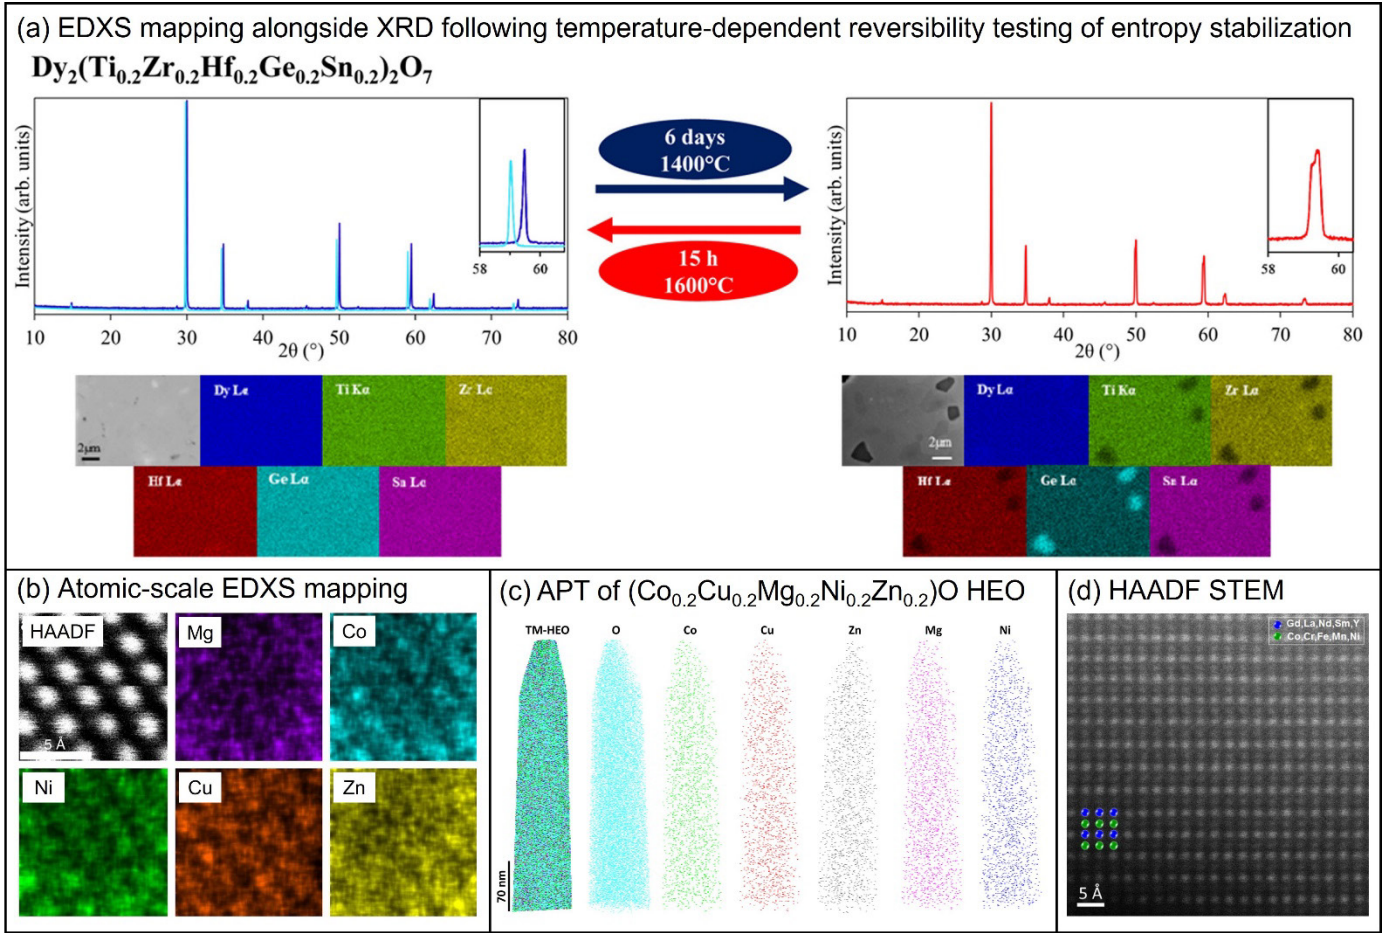 (a) EDXS mapping alongside XRD following temperature-dependent reversibility testing of entropy stabilization
Dy₂(Ti₀.₂Zr₀.₂Hf₀.₂Ge₀.₂Sn₀.₂)₂O₇
Intensity (arb. units)
58 60
10 20 30 40 50 60 70 80
2θ (°)
6 days
1400°C
15 h
1600°C
Intensity (arb. units)
58 60
10 20 30 40 50 60 70 80
2θ (°)
2μm
Dy Lα
Ti Kα
Zr Lα
Hf Lα
Ge Lα
Sn Lα
2μm
Dy Lα
Ti Kα
Zr Lα
Hf Lα
Ge Lα
Sn Lα
(b) Atomic-scale EDXS mapping
HAADF
5 Å
Mg
Co
Ni
Cu
Zn
(c) APT of (Co₀.₂Cu₀.₂Mg₀.₂Ni₀.₂Zn₀.₂)O HEO
TM-HEO O Co Cu Zn Mg Ni
70 nm
(d) HAADF STEM
Gd,La,Nd,Sm,Y
Co,Cr,Fe,Mn,Ni
5 Å